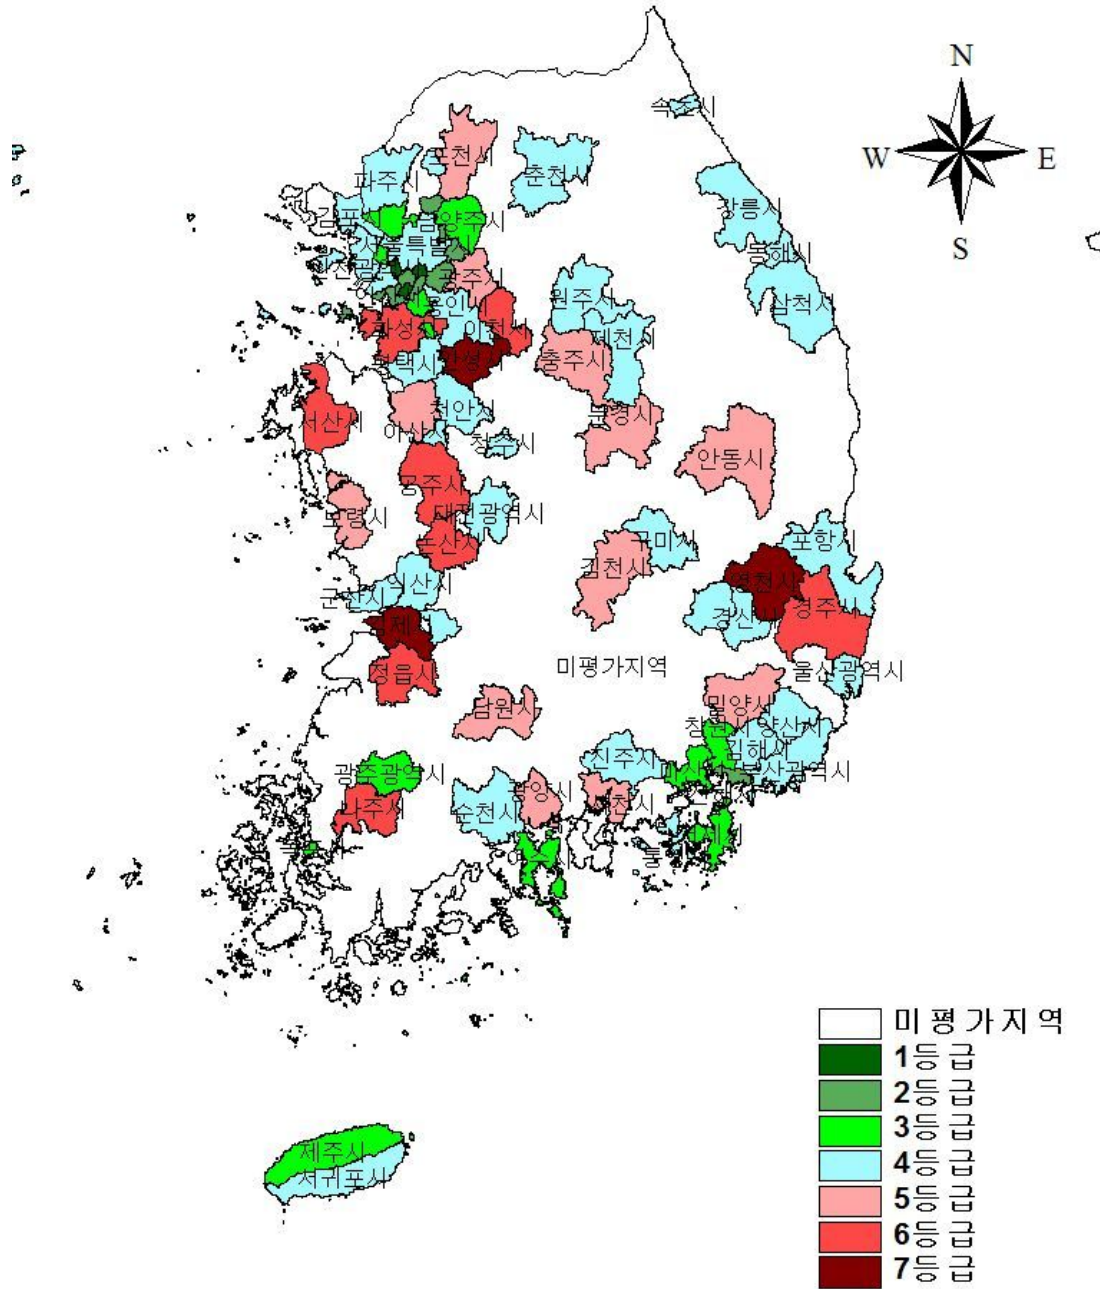 N
속초시
W
E
포천시
춘천시
파주시
S
강릉시
김포시
남양주시
서울특별시
동해시
인천광역시
광주시
원주시
삼척시
용인시
화성시
이천시
제천시
평택시
안성시
충주시
서산시
천안시
아산시
문경시
청주시
안동시
공주시
보령시
대전광역시
논산시
구미시
포항시
김천시
영천시
익산시
군산시
경주시
경산시
김제시
미평가지역
울산광역시
정읍시
남원시
밀양시
창원시
양산시
김해시
진주시
마산시
부산광역시
광주광역시
나주시
순천시
광양시
사천시
진해시
여수시
제주시
서귀포시
미평가지역
1등급
2등급
3등급
4등급
5등급
6등급
7등급